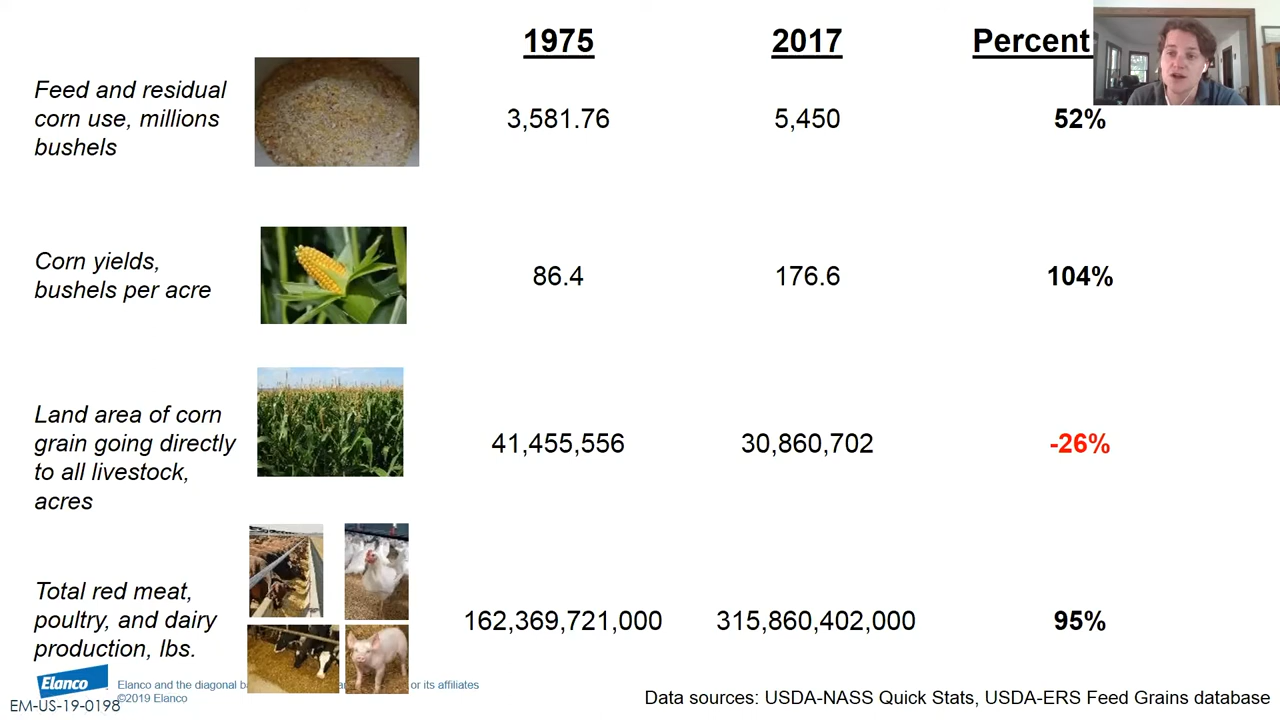 1975 2017 Percent
Feed and residual
corn use, millions
bushels
3,581.76 5,450 52%
Corn yields,
bushels per acre
86.4 176.6 104%
Land area of corn
grain going directly
to all livestock,
acres
41,455,556 30,860,702 -26%
Total red meat,
poultry, and dairy
production, lbs.
162,369,721,000 315,860,402,000 95%
Elanco
Elanco and the diagonal or its affiliates
©2019 Elanco
EM-US-19-0198
Data sources: USDA-NASS Quick Stats, USDA-ERS Feed Grains database